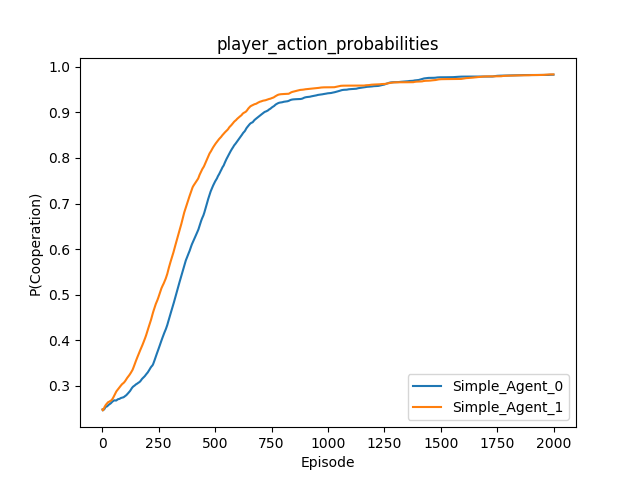 player_action_probabilities
P(Cooperation)
1.0
0.9
0.8
0.7
0.6
0.5
0.4
0.3
0 250 500 750 1000 1250 1500 1750 2000
Episode
Simple_Agent_0
Simple_Agent_1